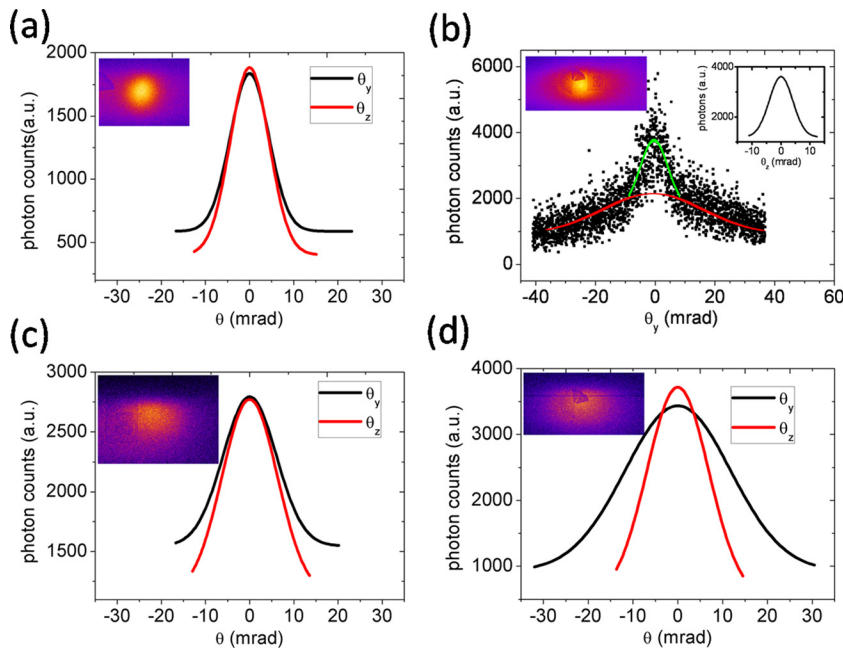 (a)
2000
1500
1000
500
photon counts(a.u.)
θy
θz
-30 -20 -10 0 10 20 30
θ (mrad)
(b)
6000
5000
4000
3000
2000
1000
0
photon counts (a.u.)
4000
2000
photons (a.u.)
-10 0 10
θz (mrad)
-40 -20 0 20 40 60
θy (mrad)
(c)
3000
2500
2000
1500
photon counts (a.u.)
θy
θz
-30 -20 -10 0 10 20 30
θ (mrad)
(d)
4000
3000
2000
1000
photon counts (a.u.)
θy
θz
-30 -20 -10 0 10 20 30
θ (mrad)